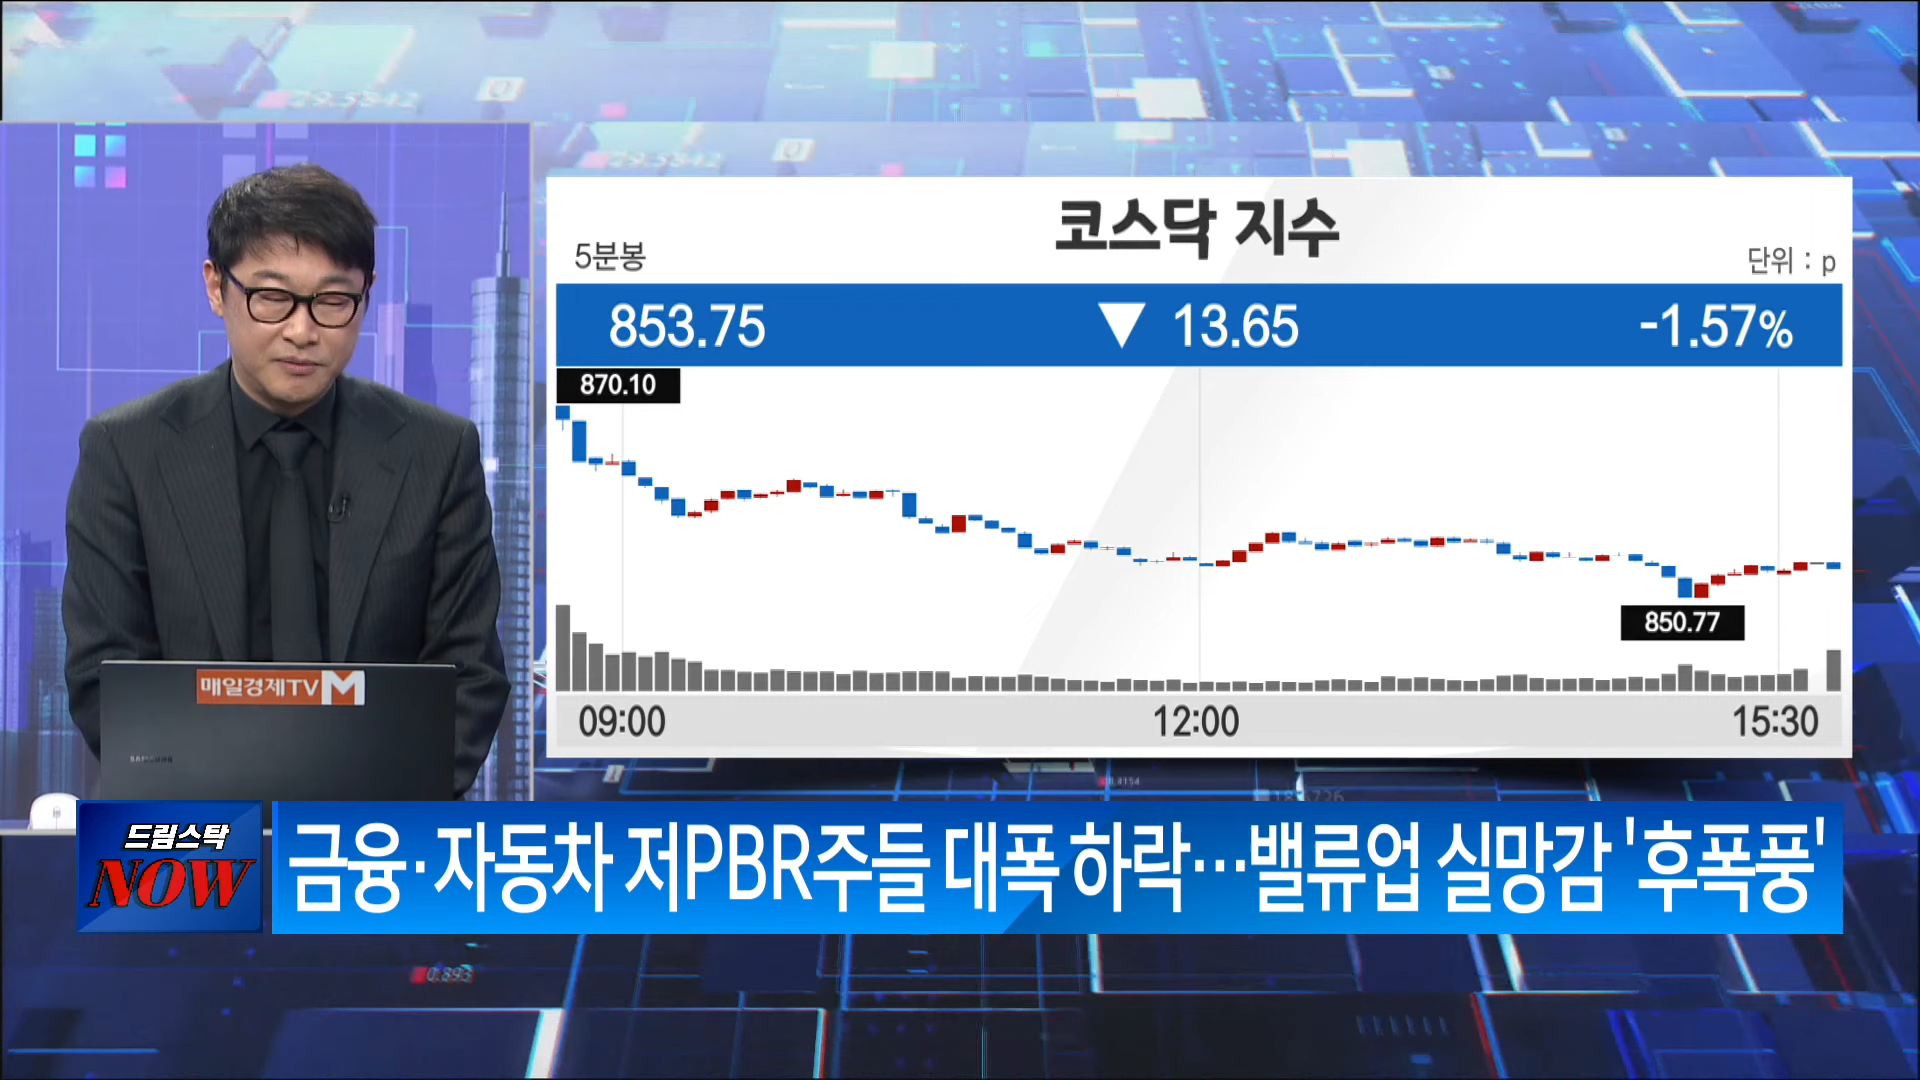 코스닥 지수
5분봉
단위 : p
853.75 ▼ 13.65 -1.57%
870.10
850.77
09:00 12:00 15:30
매일경제TV M
SAMSUNG
드림스탁
NOW
금융·자동차 저PBR주들 대폭 하락…밸류업 실망감 '후폭풍'
0.893